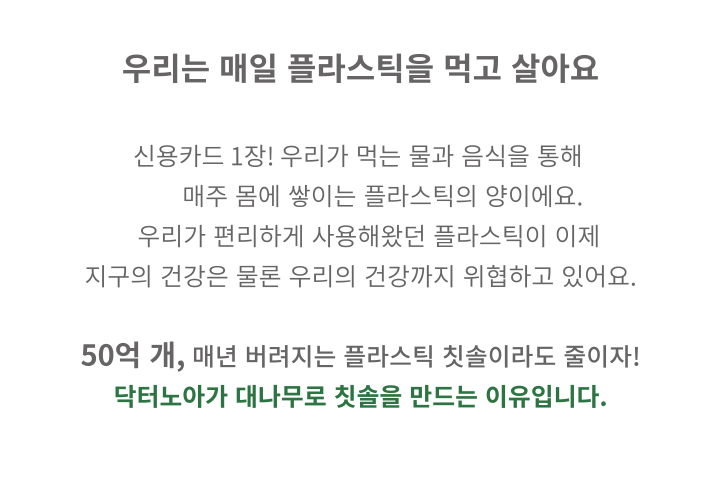 우리는 매일 플라스틱을 먹고 살아요
신용카드 1장! 우리가 먹는 물과 음식을 통해
매주 몸에 쌓이는 플라스틱의 양이에요.
우리가 편리하게 사용해왔던 플라스틱이 이제
지구의 건강은 물론 우리의 건강까지 위협하고 있어요.
50억 개, 매년 버려지는 플라스틱 칫솔이라도 줄이자!
닥터노아가 대나무로 칫솔을 만드는 이유입니다.